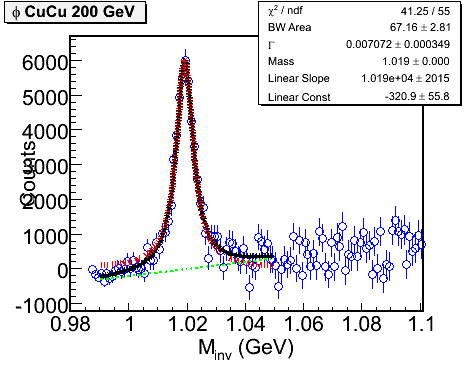 ϕ CuCu 200 GeV
χ² / ndf 41.25 / 55
BW Area 67.16 ± 2.81
Γ 0.007072 ± 0.000349
Mass 1.019 ± 0.000
Linear Slope 1.019e+04 ± 2015
Linear Const -320.9 ± 55.8
Counts
6000
5000
4000
3000
2000
1000
0
-1000
0.98 1 1.02 1.04 1.06 1.08 1.1
M_inv (GeV)